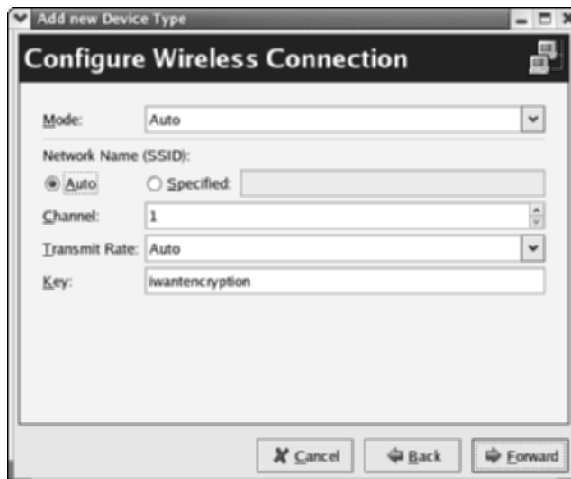 Add new Device Type
Configure Wireless Connection
Mode: Auto
Network Name (SSID):
Auto Specified:
Channel: 1
Transmit Rate: Auto
Key: iwantencryption
Cancel Back Forward